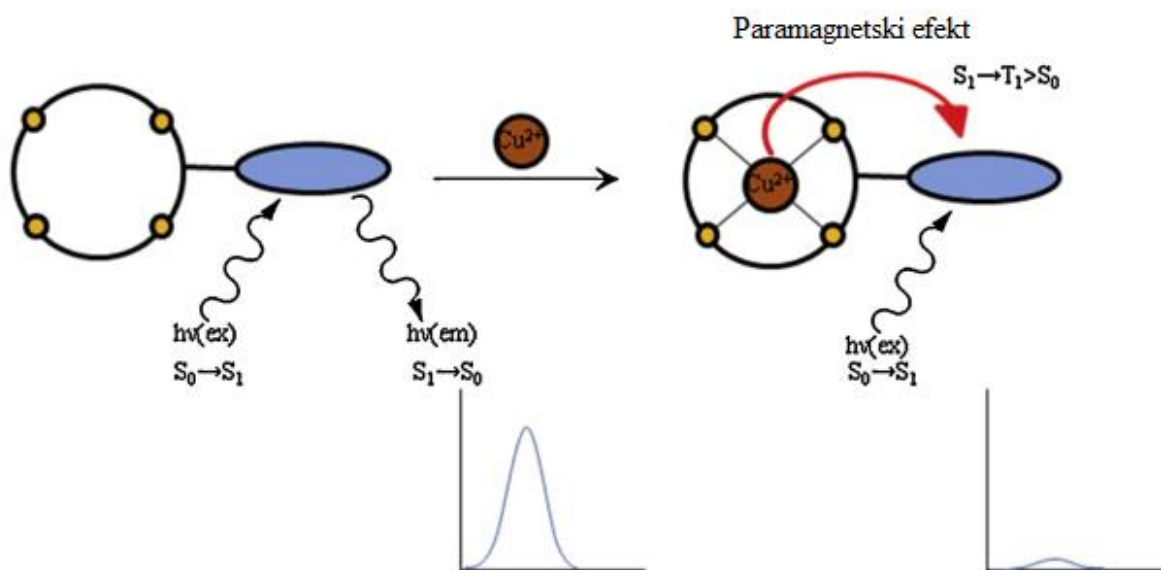 Paramagnetski efekt
S₁→T₁>S₀
Cu²⁺
Cu²⁺
hν(ex)
S₀→S₁
hν(em)
S₁→S₀
hν(ex)
S₀→S₁